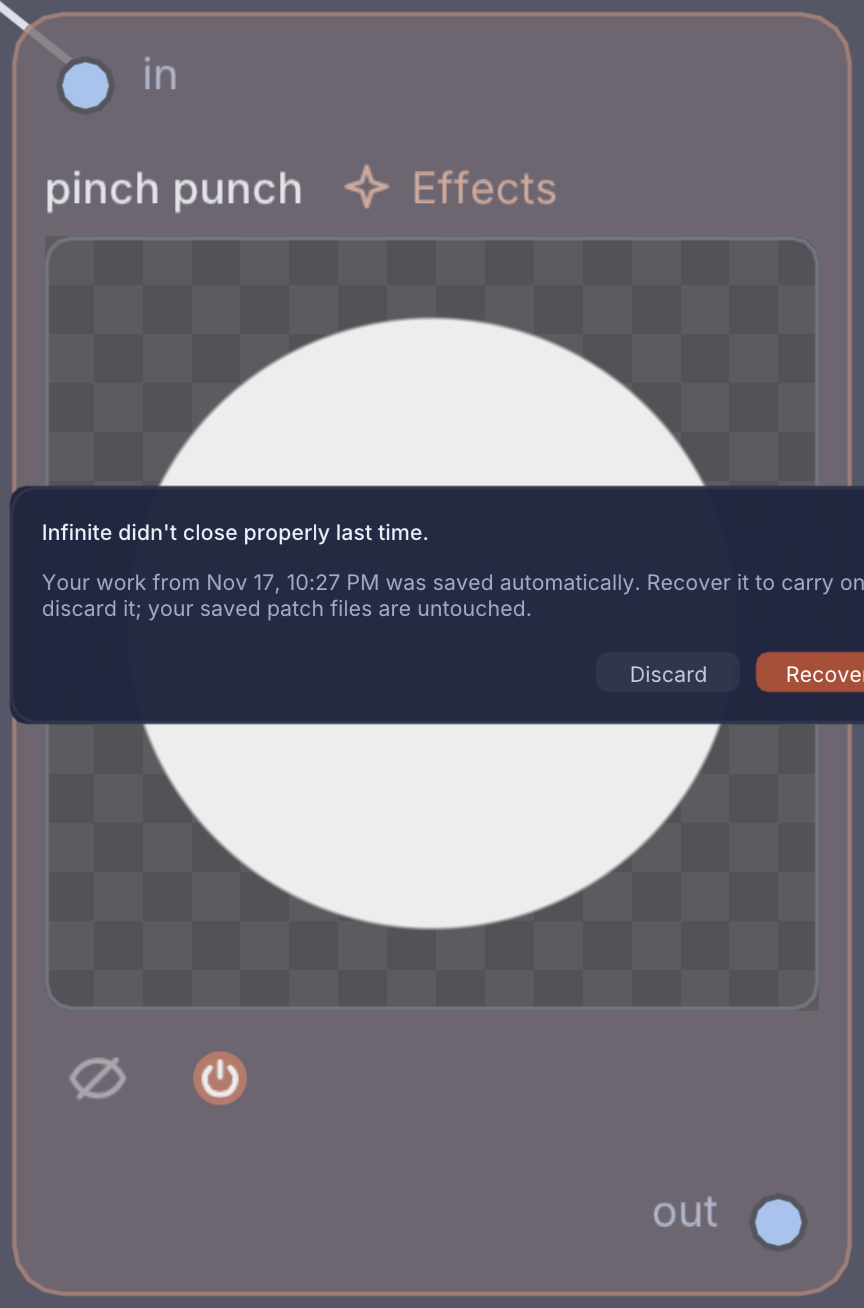 in
pinch punch Effects
Infinite didn't close properly last time.
Your work from Nov 17, 10:27 PM was saved automatically. Recover it to carry on
discard it; your saved patch files are untouched.
Discard Recover
out